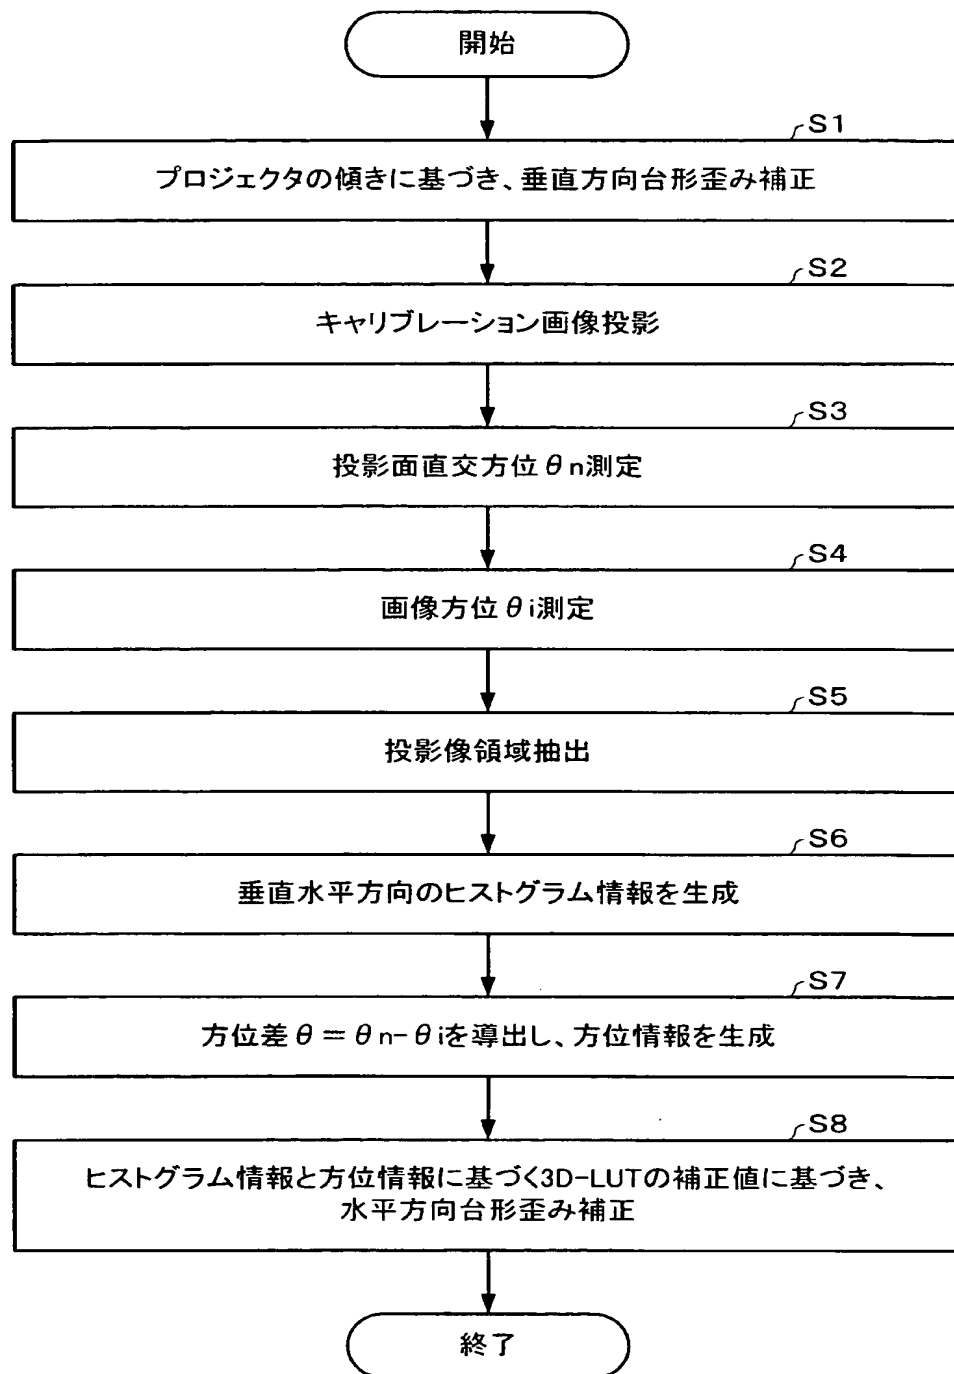 開始
S1
プロジェクタの傾きに基づき、垂直方向台形歪み補正
S2
キャリブレーション画像投影
S3
投影面直交方位θn測定
S4
画像方位θi測定
S5
投影像領域抽出
S6
垂直水平方向のヒストグラム情報を生成
S7
方位差θ=θn-θiを導出し、方位情報を生成
S8
ヒストグラム情報と方位情報に基づく3D-LUTの補正値に基づき、
水平方向台形歪み補正
終了